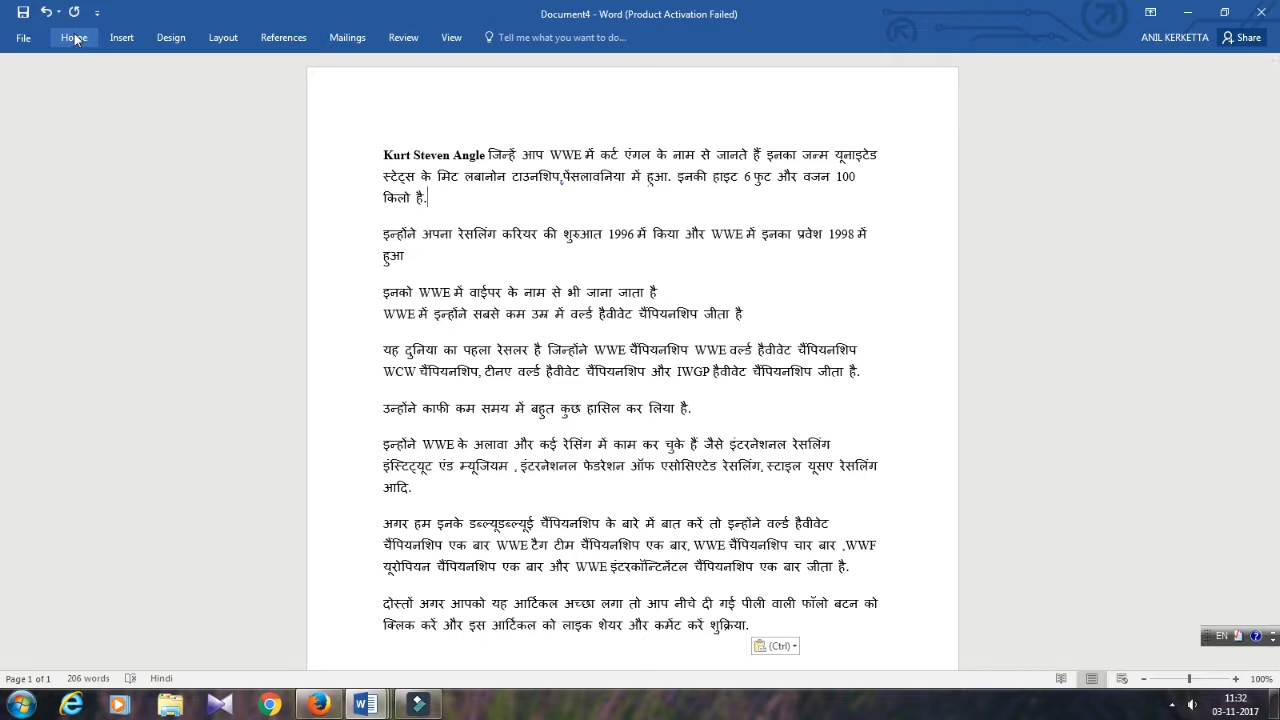 Document4 - Word (Product Activation Failed)
File Home Insert Design Layout References Mailings Review View Tell me what you want to do... ANIL KERKETTA Share
Kurt Steven Angle जिन्हें आप WWE में कर्ट एंगल के नाम से जानते हैं इनका जन्म यूनाइटेड
स्टेट्स के मिट लबानोन टाउनशिप,पेंसलावनिया में हुआ. इनकी हाइट 6 फुट और वजन 100
किलो है.
इन्होंने अपना रेसलिंग करियर की शुरुआत 1996 में किया और WWE में इनका प्रवेश 1998 में
हुआ
इनको WWE में वाईपर के नाम से भी जाना जाता है
WWE में इन्होंने सबसे कम उम्र में वर्ल्ड हैवीवेट चैंपियनशिप जीता है
यह दुनिया का पहला रेसलर है जिन्होंने WWE चैंपियनशिप WWE वर्ल्ड हैवीवेट चैंपियनशिप
WCW चैंपियनशिप, टीनए वर्ल्ड हैवीवेट चैंपियनशिप और IWGP हैवीवेट चैंपियनशिप जीता है.
उन्होंने काफी कम समय में बहुत कुछ हासिल कर लिया है.
इन्होंने WWE के अलावा और कई रेसिंग में काम कर चुके हैं जैसे इंटरनेशनल रेसलिंग
इंस्टिट्यूट एंड म्यूजियम , इंटरनेशनल फेडरेशन ऑफ एसोसिएटेड रेसलिंग, स्टाइल यूसए रेसलिंग
आदि.
अगर हम इनके डब्ल्यूडब्ल्यूई चैंपियनशिप के बारे में बात करें तो इन्होंने वर्ल्ड हैवीवेट
चैंपियनशिप एक बार WWE टैग टीम चैंपियनशिप एक बार, WWE चैंपियनशिप चार बार ,WWF
यूरोपियन चैंपियनशिप एक बार और WWE इंटरकॉन्टिनेंटल चैंपियनशिप एक बार जीता है.
दोस्तों अगर आपको यह आर्टिकल अच्छा लगा तो आप नीचे दी गई पीली वाली फॉलो बटन को
क्लिक करें और इस आर्टिकल को लाइक शेयर और कमेंट करें शुक्रिया.
(Ctrl)
EN
Page 1 of 1 206 words Hindi 100%
11:32
03-11-2017